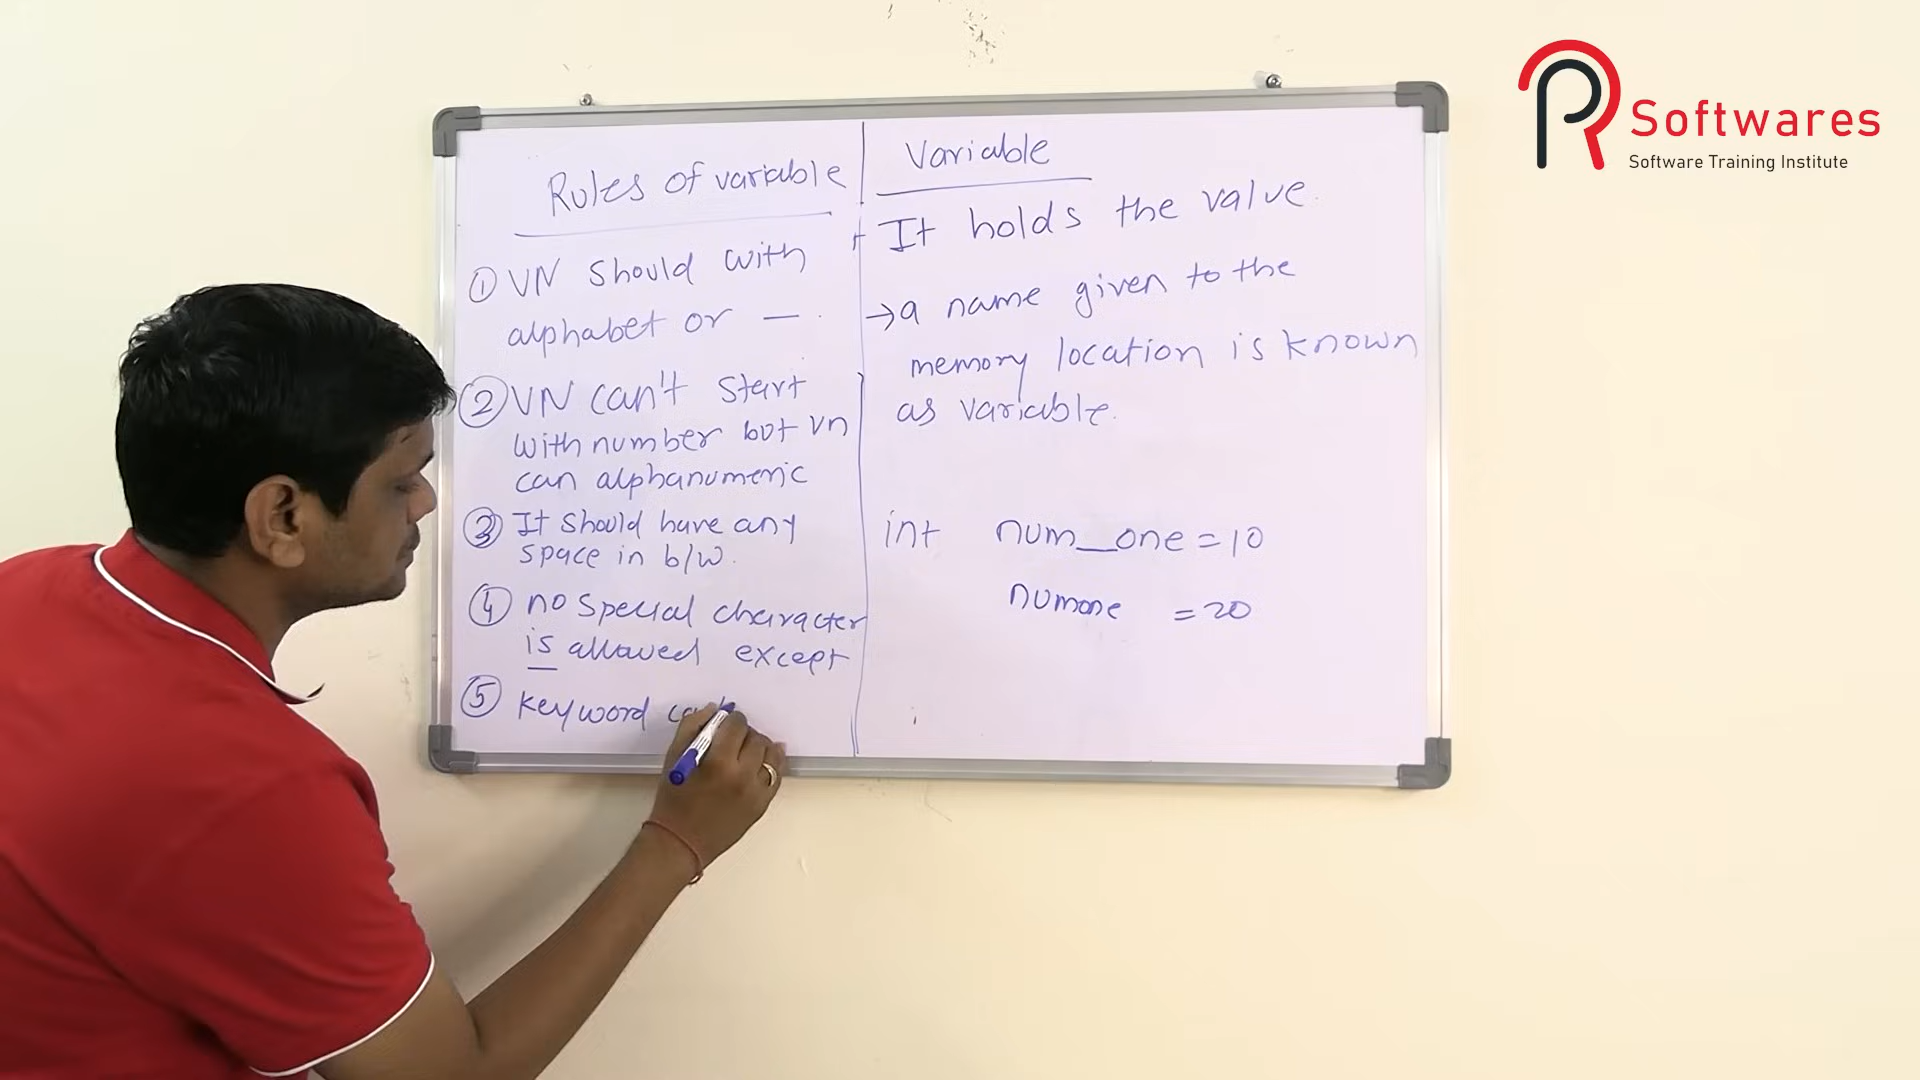 Rules of variable
① VN should with
alphabet or _.
② VN can't start
with number but vn
can alphanumeric
③ It should have any
space in b/w.
④ no special character
is allowed except
_
⑤ keyword
Variable
It holds the value.
→ a name given to the
memory location is known
as variable.
int num_one = 10
numone = 20
PR Softwares
Software Training Institute